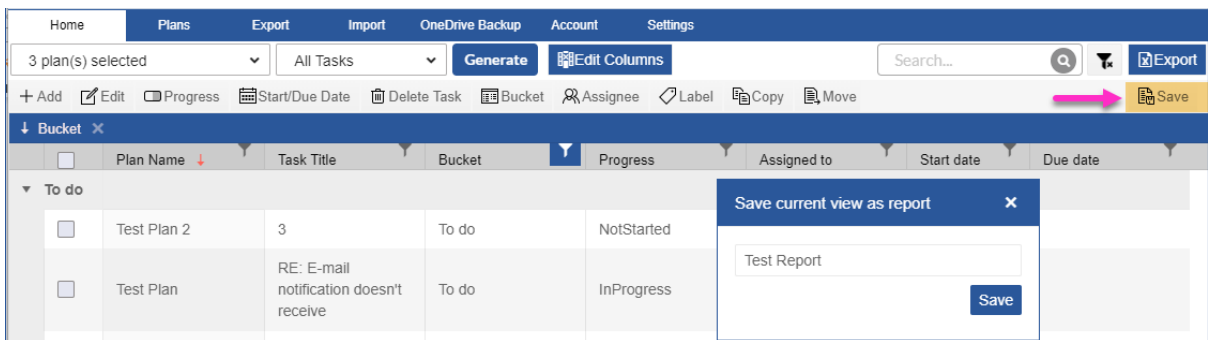 Home Plans Export Import OneDrive Backup Account Settings
3 plan(s) selected All Tasks Generate Edit Columns Search... Export
Add Edit Progress Start/Due Date Delete Task Bucket Assignee Label Copy Move Save
Bucket
Plan Name Task Title Bucket Progress Assigned to Start date Due date
To do
Save current view as report
Test Plan 2 3 To do NotStarted
Test Report
RE: E-mail
Test Plan notification doesn't To do InProgress
receive
Save